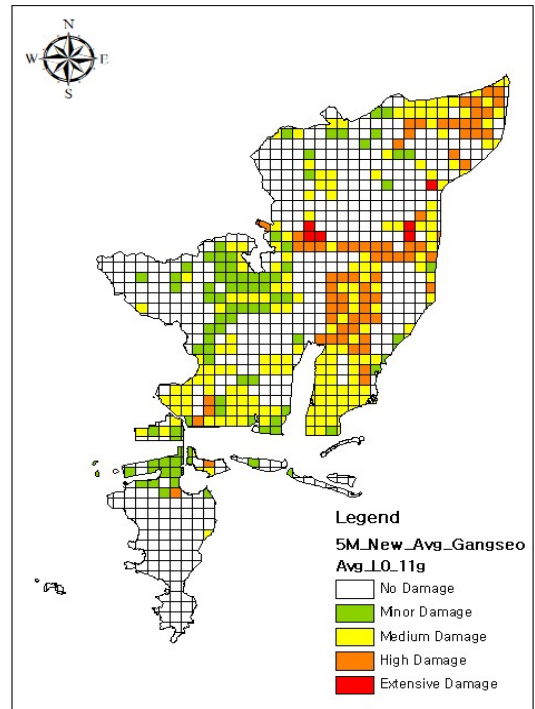 N
W E
S
Legend
5M_New_Avg_Gangseo
Avg_L0_11g
No Damage
Minor Damage
Medium Damage
High Damage
Extensive Damage